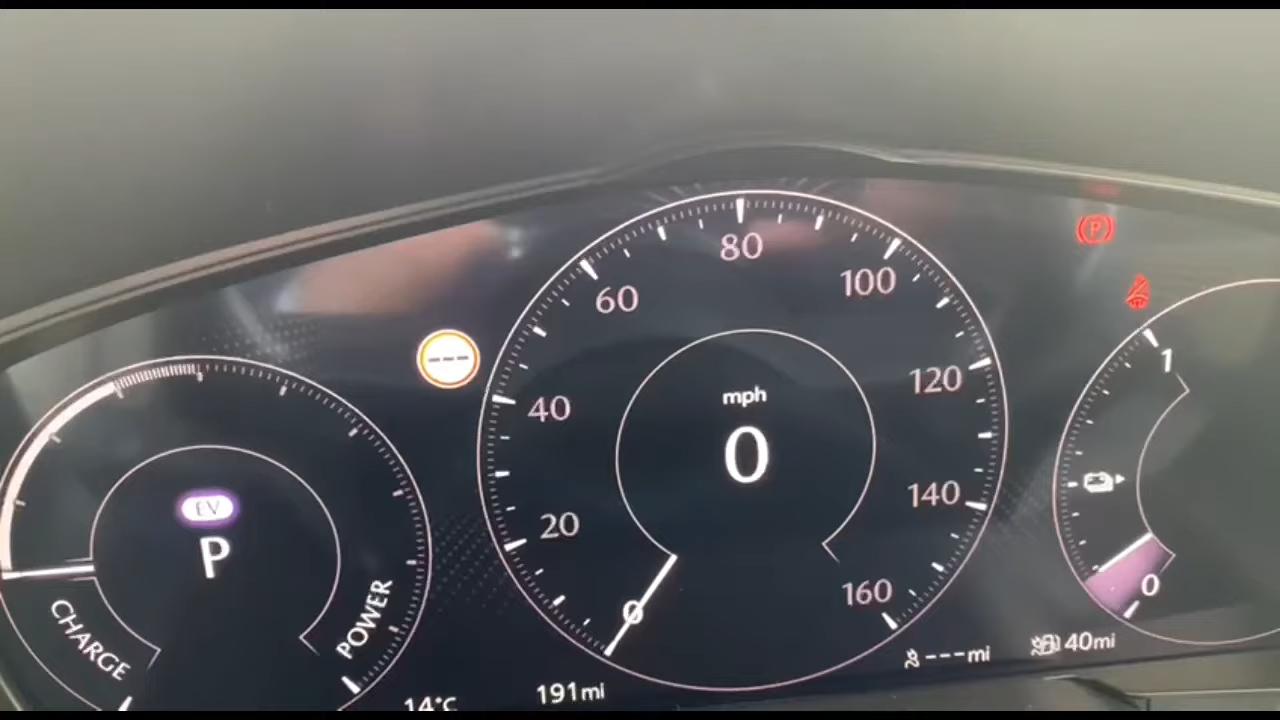 80
60
100
40
120
20
140
0
160
mph
0
---
EV
P
CHARGE
POWER
P
1
0
---mi
40mi
14°C
191mi